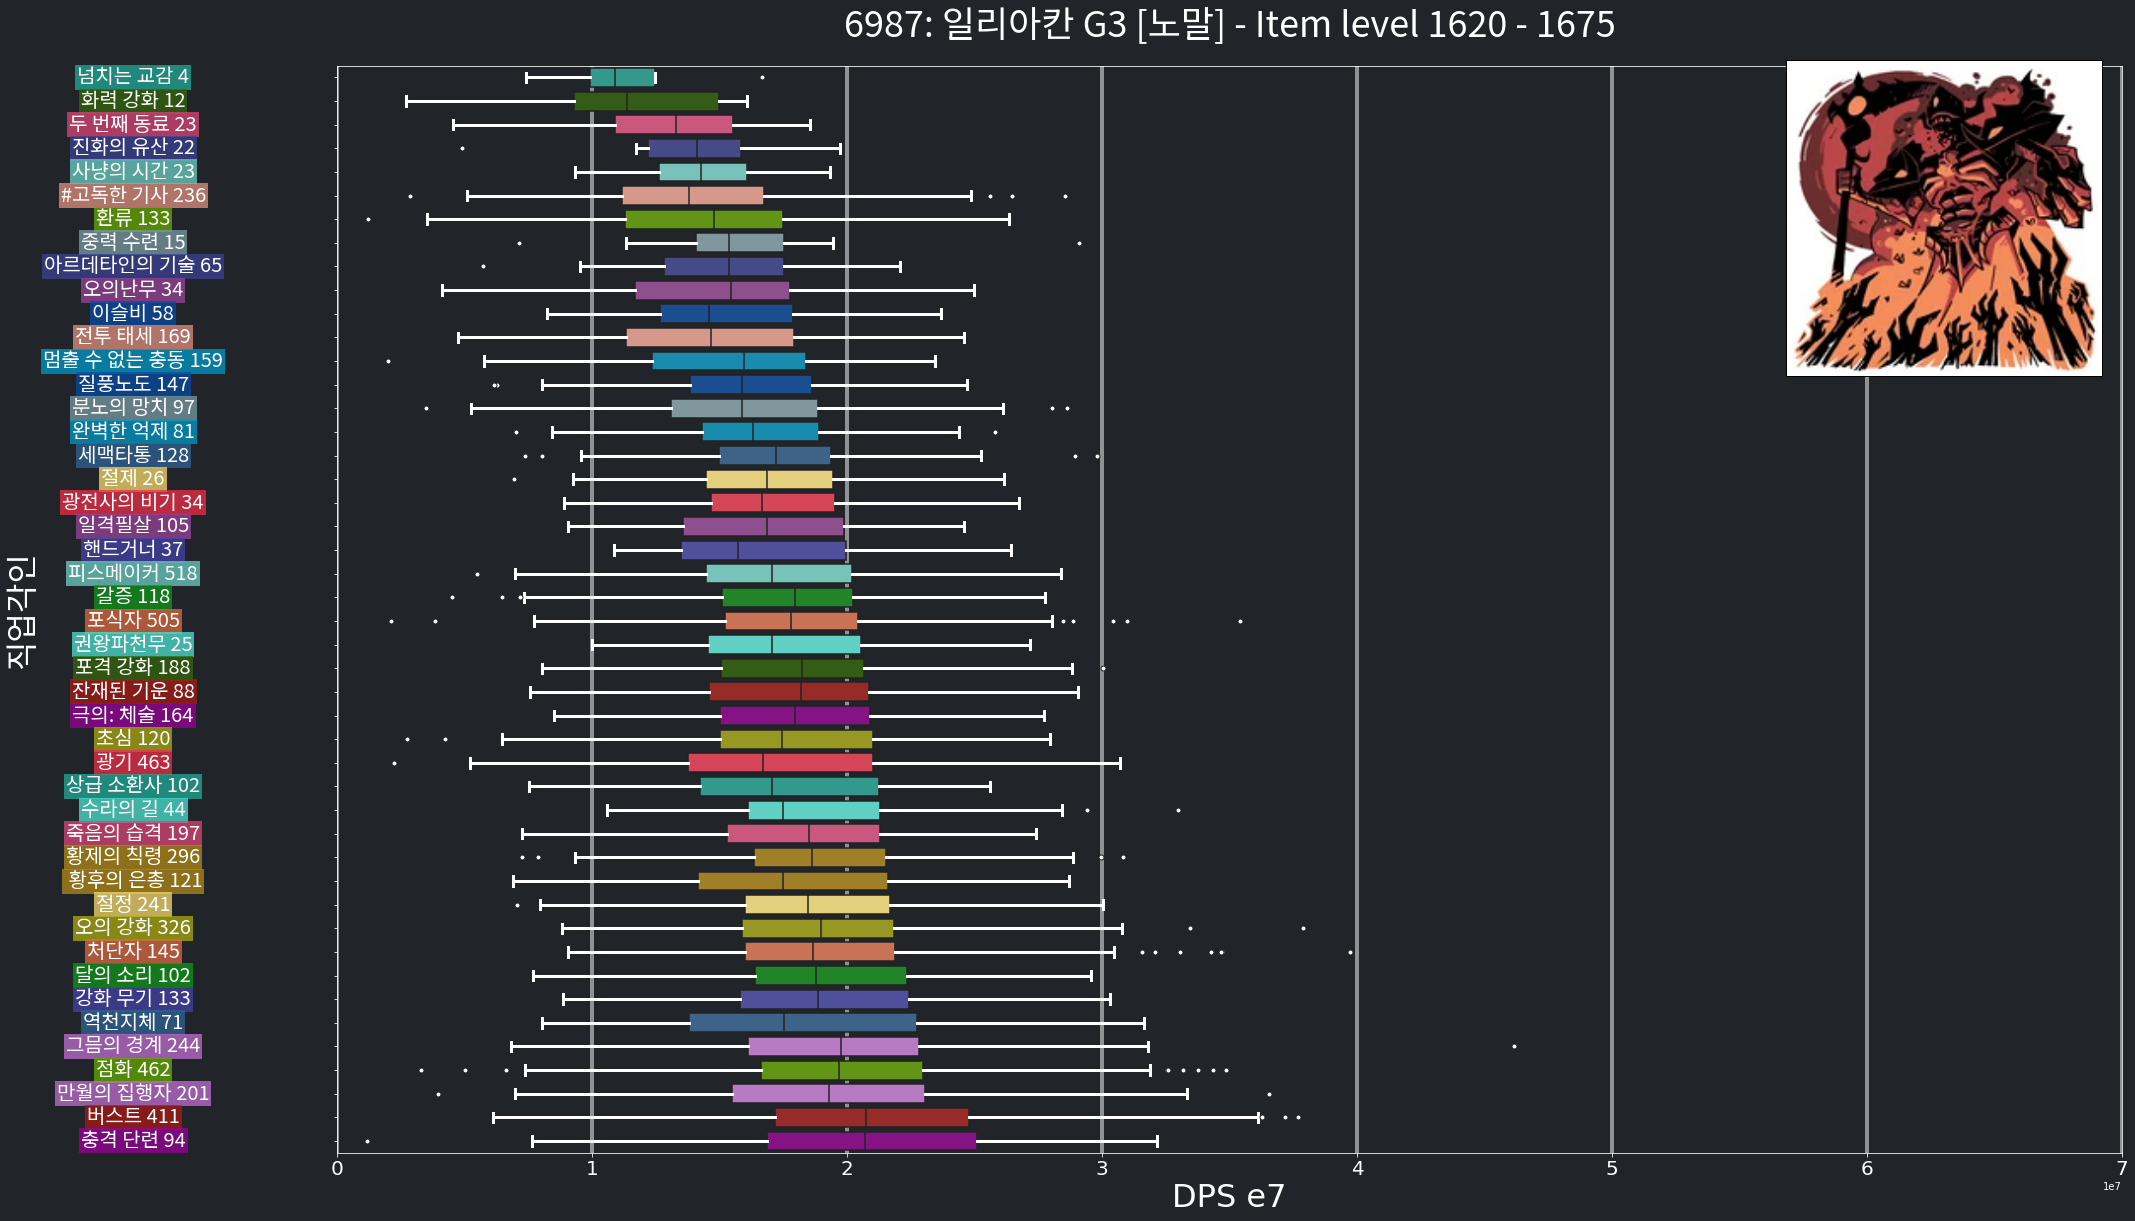 6987: 일리아칸 G3 [노말] - Item level 1620 - 1675
넘치는 교감 4
화력 강화 12
두 번째 동료 23
진화의 유산 22
사냥의 시간 23
#고독한 기사 236
환류 133
중력 수련 15
아르데타인의 기술 65
오의난무 34
이슬비 58
전투 태세 169
멈출 수 없는 충동 159
질풍노도 147
분노의 망치 97
완벽한 억제 81
세맥타통 128
절제 26
광전사의 비기 34
일격필살 105
핸드거너 37
피스메이커 518
갈증 118
포식자 505
권왕파천무 25
포격 강화 188
잔재된 기운 88
극의: 체술 164
초심 120
광기 463
상급 소환사 102
수라의 길 44
죽음의 습격 197
황제의 칙령 296
황후의 은총 121
절정 241
오의 강화 326
처단자 145
달의 소리 102
강화 무기 133
역천지체 71
그믐의 경계 244
점화 462
만월의 집행자 201
버스트 411
충격 단련 94
직업각인
0 1 2 3 4 5 6 7
DPS e7
1e7